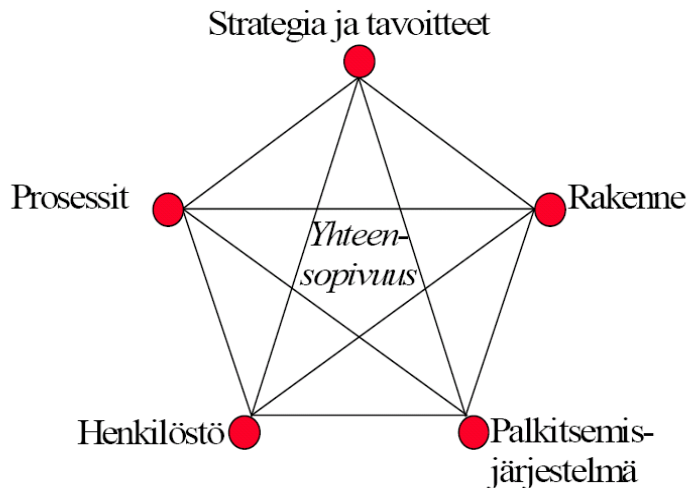 Strategia ja tavoitteet
Prosessit
Rakenne
Yhteen-
sopivuus
Henkilöstö
Palkitsemis-
järjestelmä